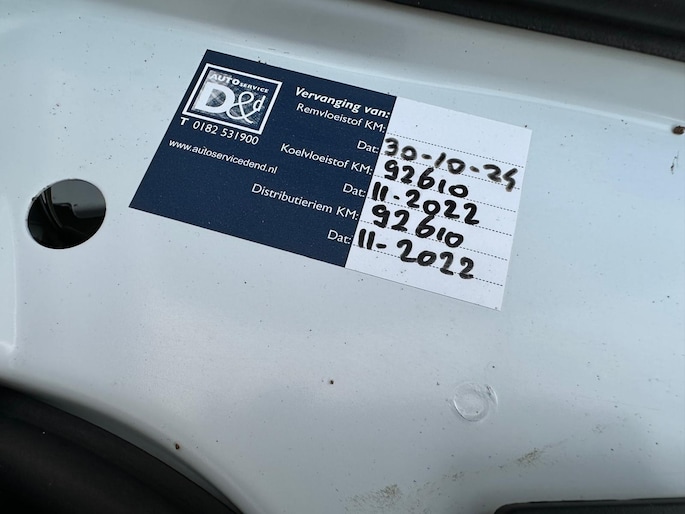 AUTOSERVICE
D&d
T 0182 531900
www.autoservicedend.nl
Vervanging van:
Remvloeistof KM:
Dat: 30-10-24
Koelvloeistof KM: 92610
Dat: 11-2022
Distributieriem KM: 92610
Dat: 11-2022